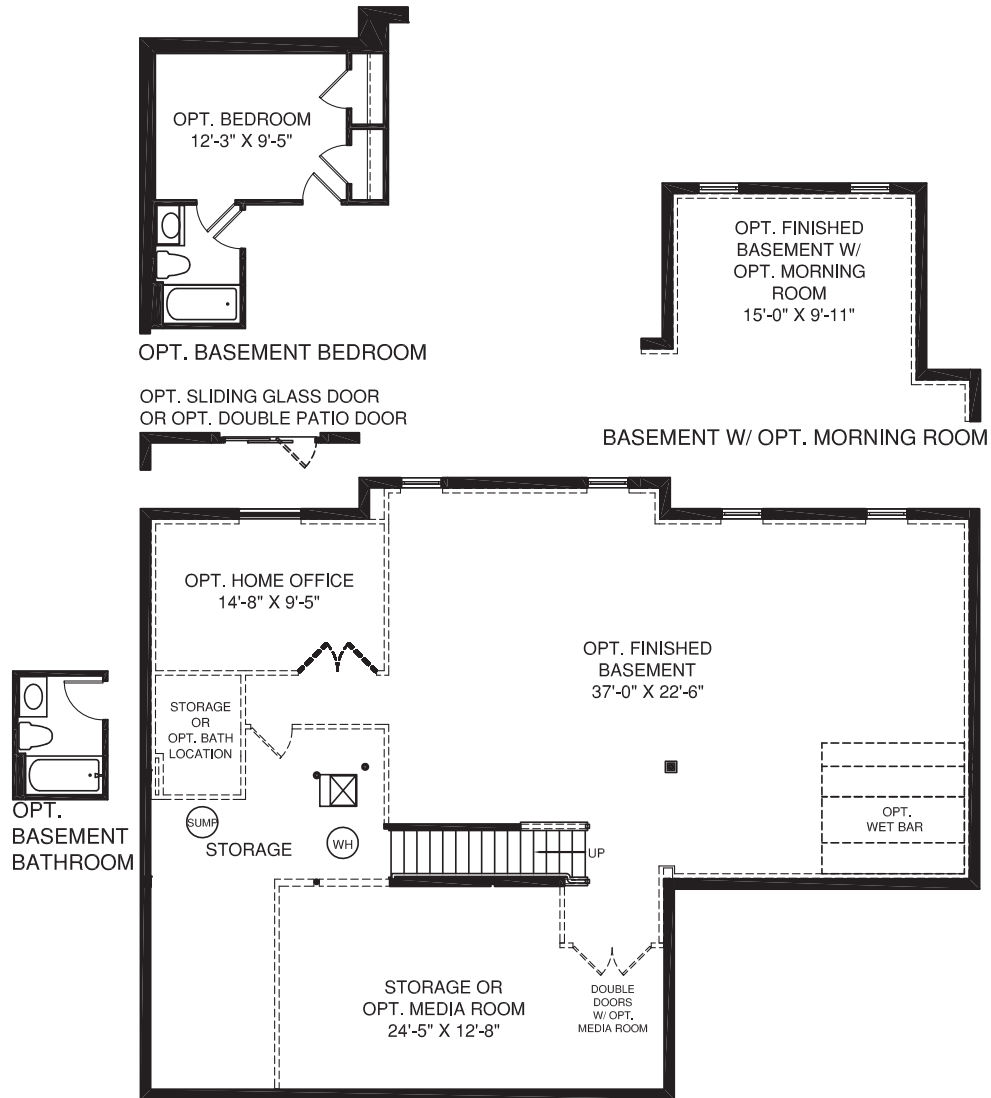 OPT. BEDROOM
12'-3" X 9'-5"
OPT. BASEMENT BEDROOM
OPT. FINISHED
BASEMENT W/
OPT. MORNING
ROOM
15'-0" X 9'-11"
BASEMENT W/ OPT. MORNING ROOM
OPT. SLIDING GLASS DOOR
OR OPT. DOUBLE PATIO DOOR
OPT. HOME OFFICE
14'-8" X 9'-5"
OPT. FINISHED
BASEMENT
37'-0" X 22'-6"
STORAGE
OR
OPT. BATH
LOCATION
OPT.
BASEMENT
BATHROOM
SUMP
STORAGE
WH
UP
OPT.
WET BAR
STORAGE OR
OPT. MEDIA ROOM
24'-5" X 12'-8"
DOUBLE
DOORS
W/ OPT.
MEDIA ROOM